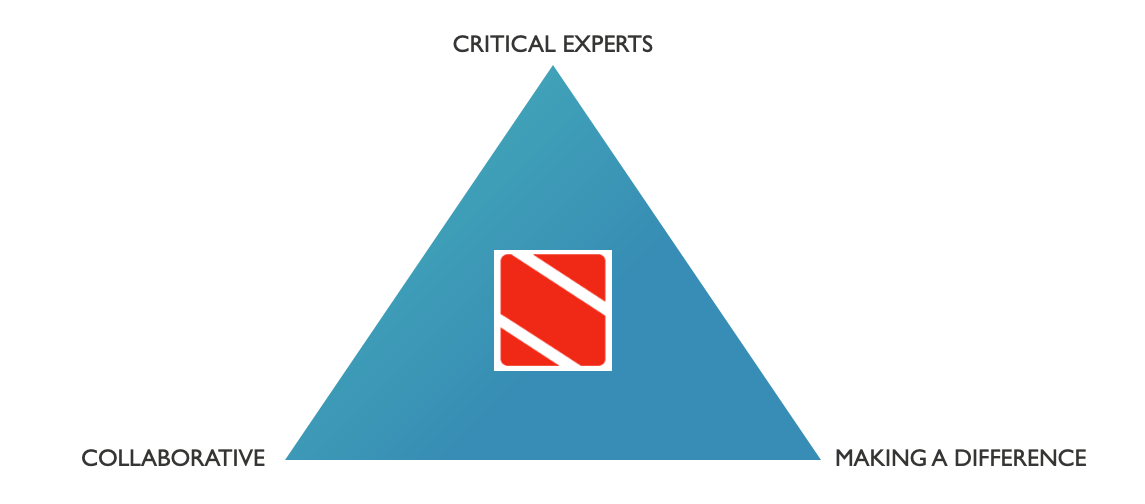 CRITICAL EXPERTS
COLLABORATIVE
MAKING A DIFFERENCE